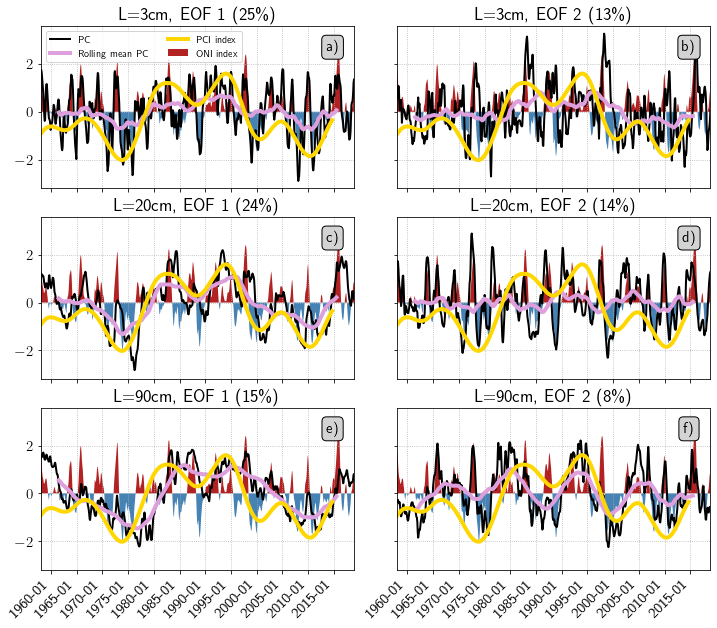 L=3cm, EOF 1 (25%)
L=3cm, EOF 2 (13%)
PC
Rolling mean PC
PCI index
ONI index
a)
b)
2
0
−2
L=20cm, EOF 1 (24%)
L=20cm, EOF 2 (14%)
c)
d)
2
0
−2
L=90cm, EOF 1 (15%)
L=90cm, EOF 2 (8%)
e)
f)
2
0
−2
1960-01 1965-01 1970-01 1975-01 1980-01 1985-01 1990-01 1995-01 2000-01 2005-01 2010-01 2015-01
1960-01 1965-01 1970-01 1975-01 1980-01 1985-01 1990-01 1995-01 2000-01 2005-01 2010-01 2015-01